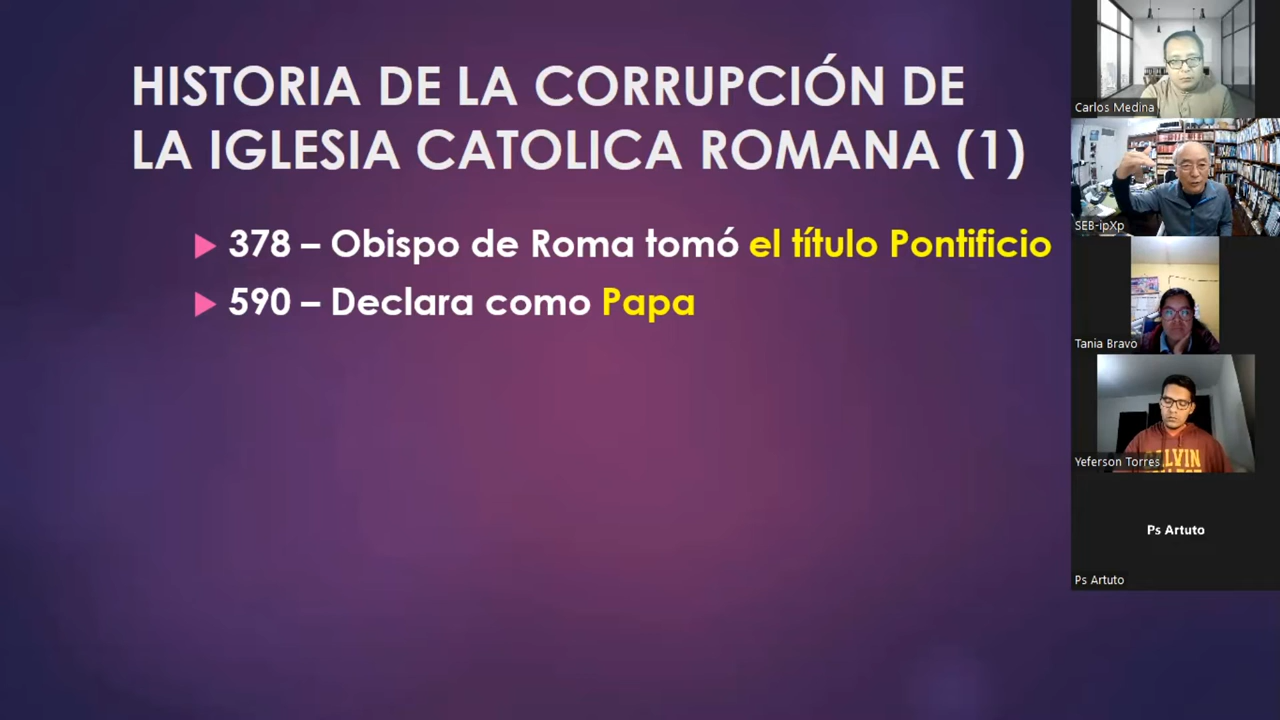 HISTORIA DE LA CORRUPCIÓN DE
LA IGLESIA CATOLICA ROMANA (1)
378 – Obispo de Roma tomó el título Pontificio
590 – Declara como Papa
Carlos Medina
SEB-ipXp
Tania Bravo
ALVIN
Yeferson Torres
Ps Artuto
Ps Artuto